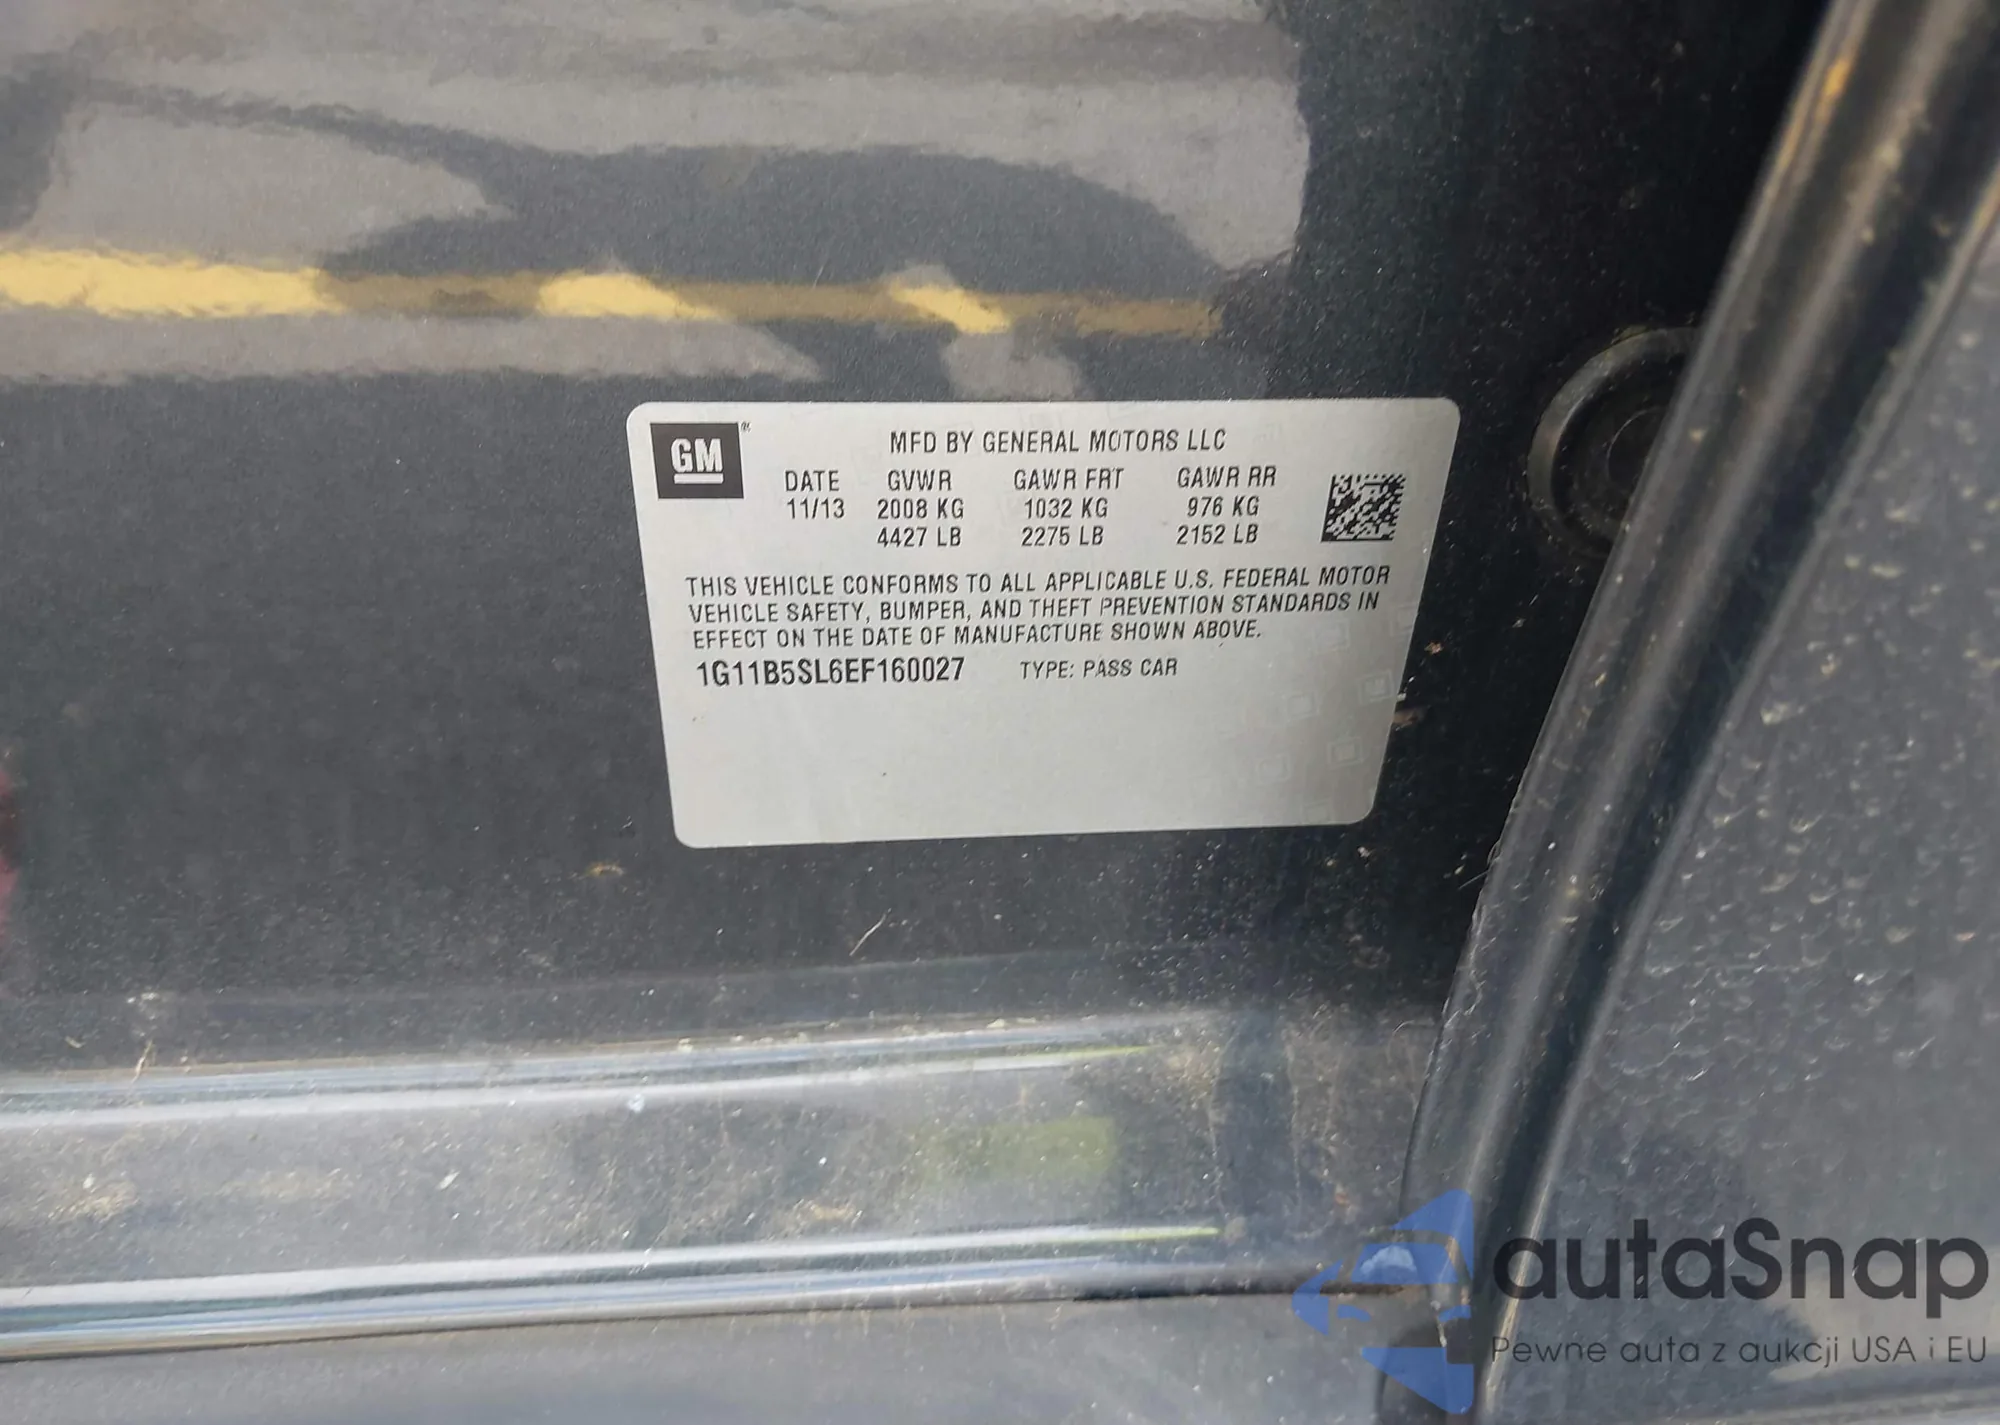 GM
MFD BY GENERAL MOTORS LLC
DATE GVWR GAWR FRT GAWR RR
11/13 2008 KG 1032 KG 976 KG
4427 LB 2275 LB 2152 LB
THIS VEHICLE CONFORMS TO ALL APPLICABLE U.S. FEDERAL MOTOR
VEHICLE SAFETY, BUMPER, AND THEFT PREVENTION STANDARDS IN
EFFECT ON THE DATE OF MANUFACTURE SHOWN ABOVE.
1G11B5SL6EF160027 TYPE: PASS CAR
autaSnap
Pewne auta z aukcji USA i EU